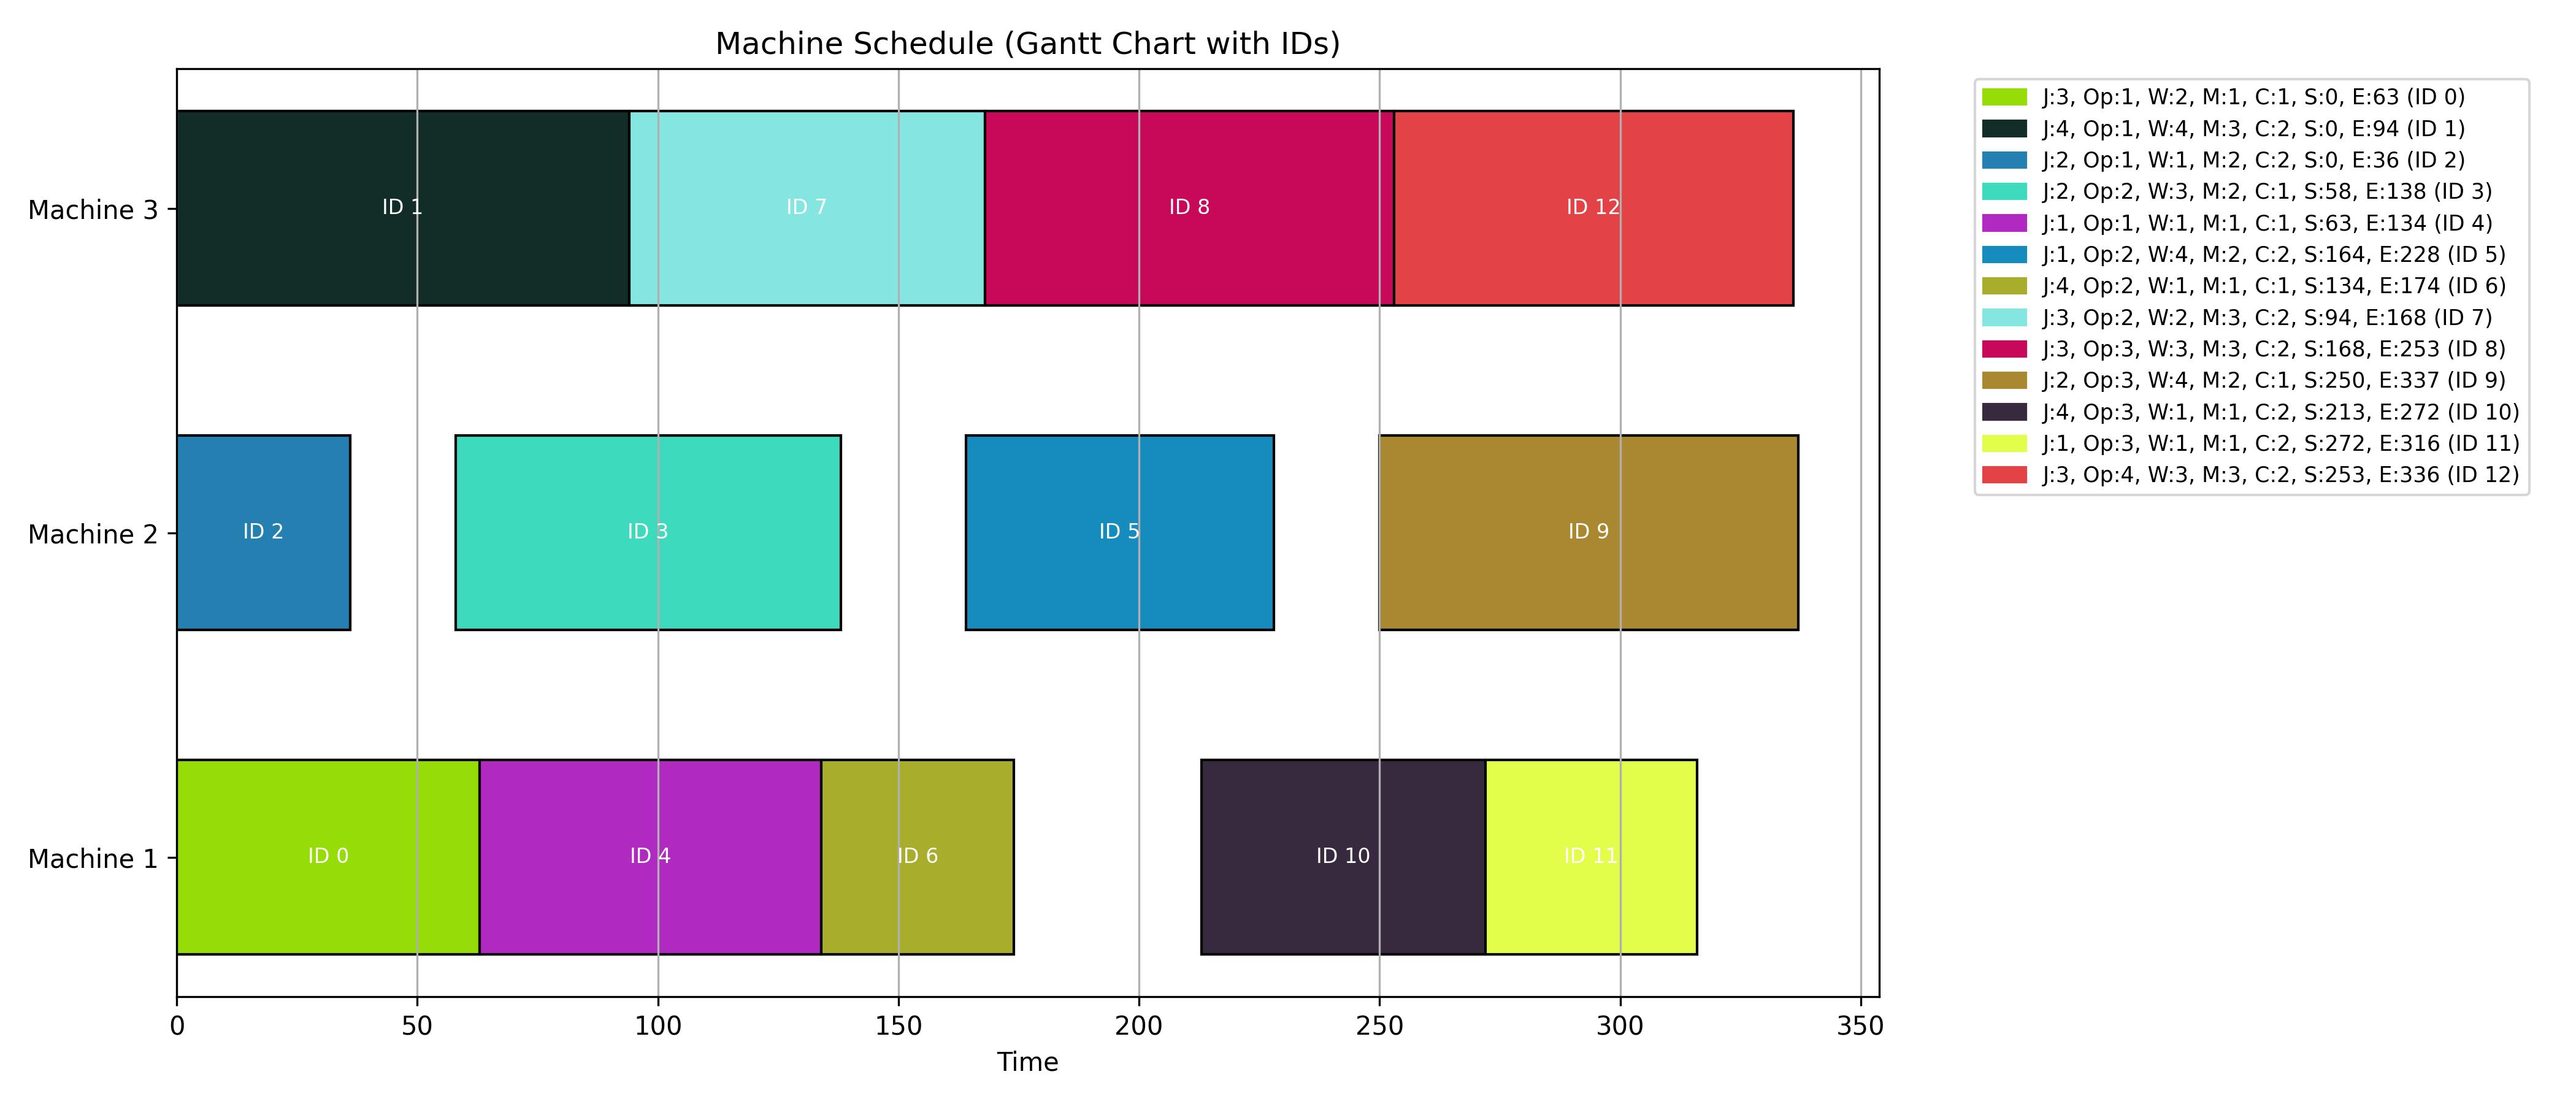 Machine Schedule (Gantt Chart with IDs)
Machine 3
ID 1
ID 7
ID 8
ID 12
Machine 2
ID 2
ID 3
ID 5
ID 9
Machine 1
ID 0
ID 4
ID 6
ID 10
ID 11
0 50 100 150 200 250 300 350
Time
J:3, Op:1, W:2, M:1, C:1, S:0, E:63 (ID 0)
J:4, Op:1, W:4, M:3, C:2, S:0, E:94 (ID 1)
J:2, Op:1, W:1, M:2, C:2, S:0, E:36 (ID 2)
J:2, Op:2, W:3, M:2, C:1, S:58, E:138 (ID 3)
J:1, Op:1, W:1, M:1, C:1, S:63, E:134 (ID 4)
J:1, Op:2, W:4, M:2, C:2, S:164, E:228 (ID 5)
J:4, Op:2, W:1, M:1, C:1, S:134, E:174 (ID 6)
J:3, Op:2, W:2, M:3, C:2, S:94, E:168 (ID 7)
J:3, Op:3, W:3, M:3, C:2, S:168, E:253 (ID 8)
J:2, Op:3, W:4, M:2, C:1, S:250, E:337 (ID 9)
J:4, Op:3, W:1, M:1, C:2, S:213, E:272 (ID 10)
J:1, Op:3, W:1, M:1, C:2, S:272, E:316 (ID 11)
J:3, Op:4, W:3, M:3, C:2, S:253, E:336 (ID 12)